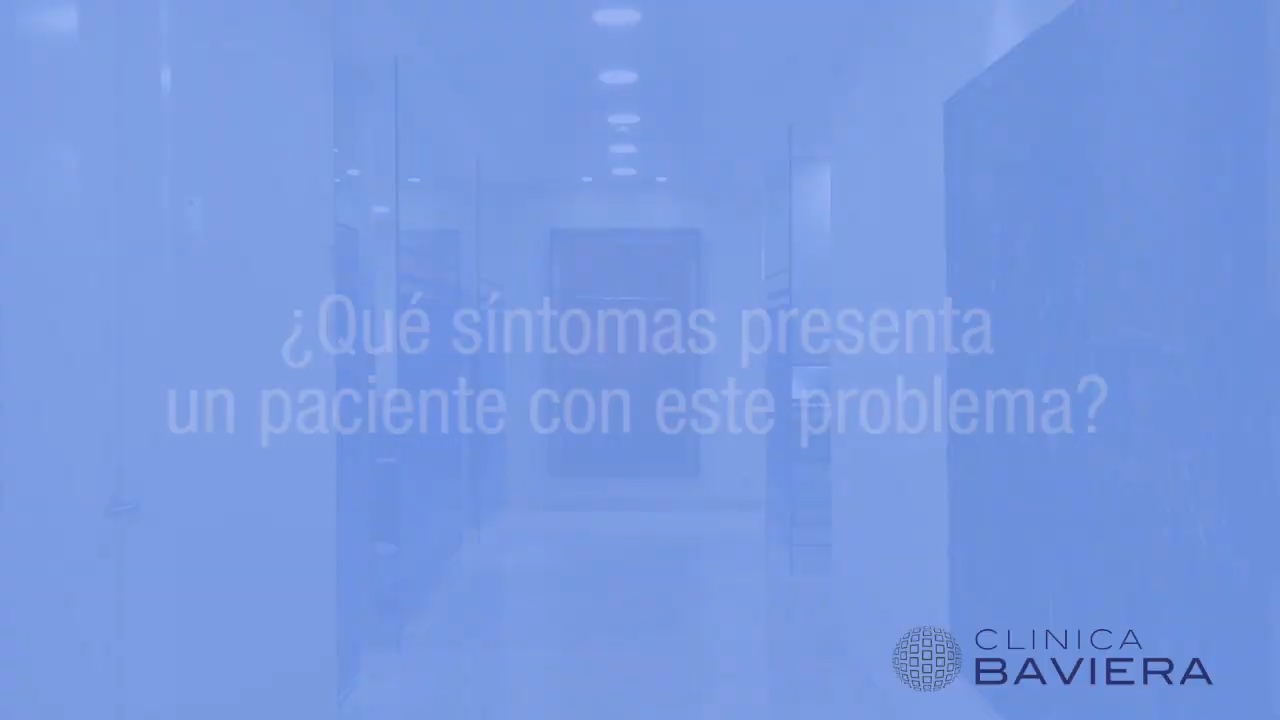 ¿Qué síntomas presenta
un paciente con este problema?
CLINICA
BAVIERA